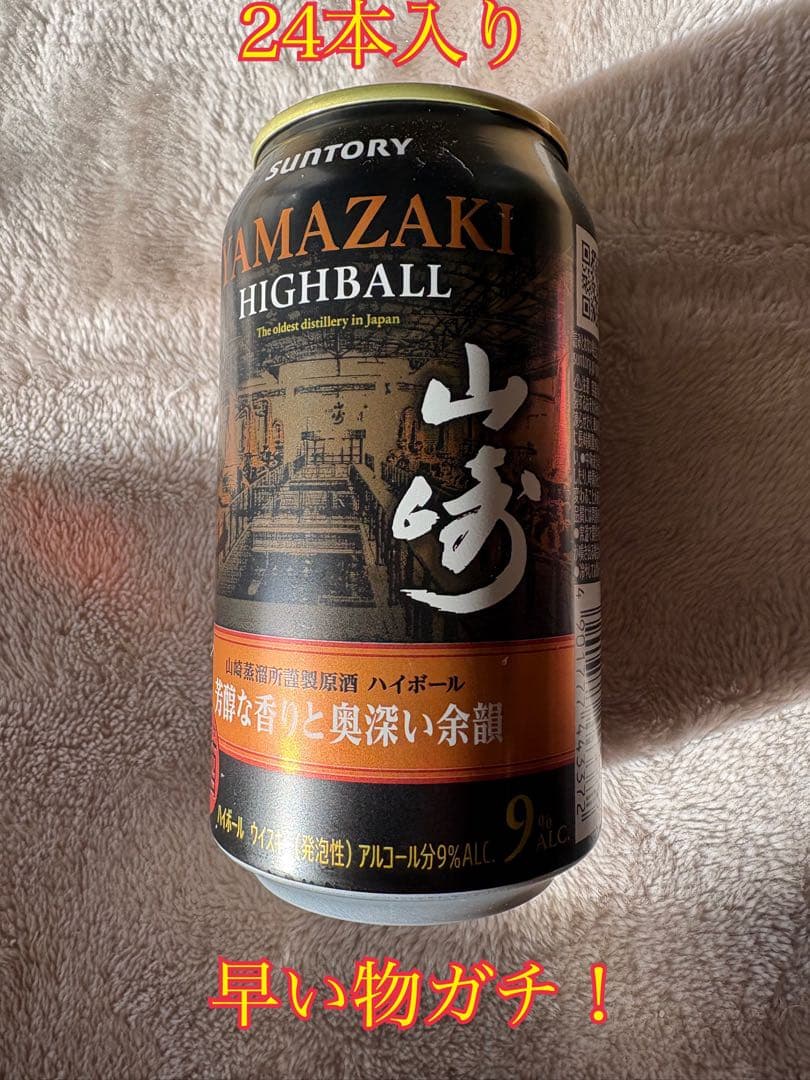 24本入り
SUNTORY
YAMAZAKI
HIGHBALL
The oldest distillery in Japan
山崎
山崎
山崎蒸溜所謹製原酒 ハイボール
芳醇な香りと奥深い余韻
ハイボール ウイスキー(発泡性) アルコール分9%ALC.
9% ALC.
早い物ガチ！